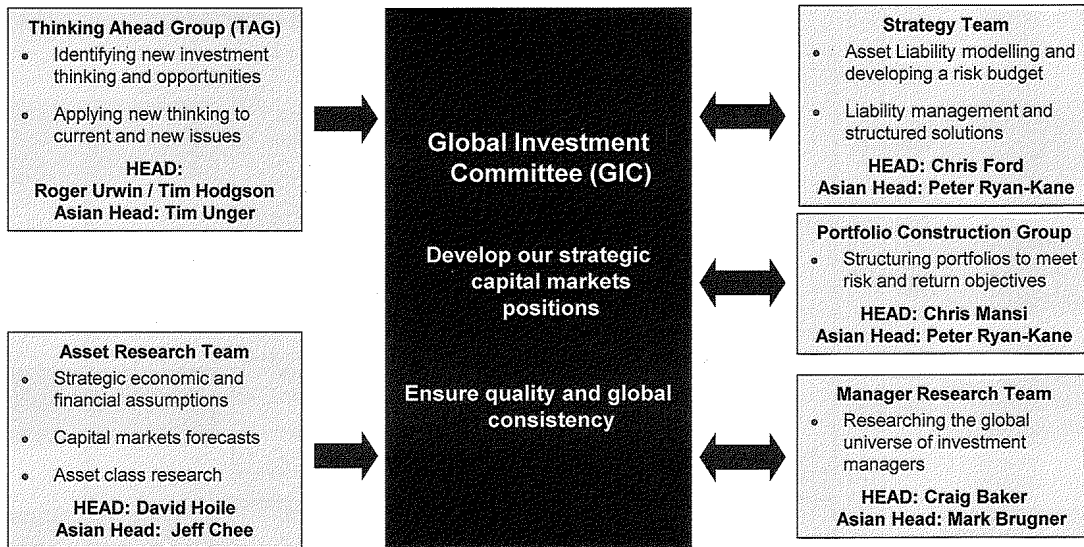 Thinking Ahead Group (TAG)
• Identifying new investment
thinking and opportunities
• Applying new thinking to
current and new issues
HEAD:
Roger Urwin / Tim Hodgson
Asian Head: Tim Unger
Asset Research Team
• Strategic economic and
financial assumptions
• Capital markets forecasts
• Asset class research
HEAD: David Hoile
Asian Head: Jeff Chee
Global Investment
Committee (GIC)
Develop our strategic
capital markets
positions
Ensure quality and global
consistency
Strategy Team
• Asset Liability modelling and
developing a risk budget
• Liability management and
structured solutions
HEAD: Chris Ford
Asian Head: Peter Ryan-Kane
Portfolio Construction Group
• Structuring portfolios to meet
risk and return objectives
HEAD: Chris Mansi
Asian Head: Peter Ryan-Kane
Manager Research Team
• Researching the global
universe of investment
managers
HEAD: Craig Baker
Asian Head: Mark Brugner